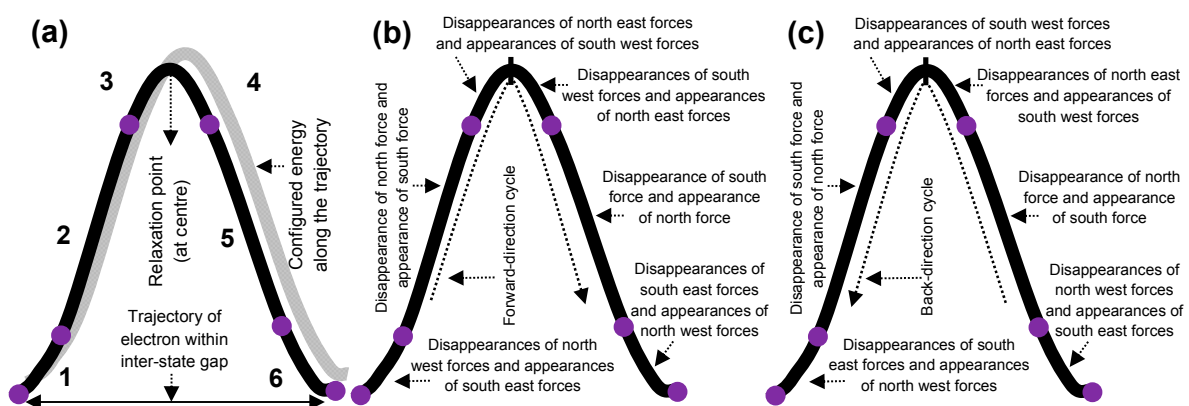 (a)
3
4
2
5
1
6
Relaxation point
(at centre)
Configured energy
along the trajectory
Trajectory of
electron within
inter-state gap
(b)
Disappearances of north east forces
and appearances of south west forces
Disappearances of south
west forces and appearances
of north east forces
Disappearance of north force and
appearance of south force
Disappearance of south
force and appearance
of north force
Forward-direction cycle
Disappearances of
south east forces
and appearances of
north west forces
Disappearances of north
west forces and appearances
of south east forces
(c)
Disappearances of south west forces
and appearances of north east forces
Disappearances of north east
forces and appearances of
south west forces
Disappearance of south force and
appearance of north force
Disappearance of north
force and appearance
of south force
Back-direction cycle
Disappearances of
north west forces
and appearances of
south east forces
Disappearances of south
east forces and appearances
of north west forces